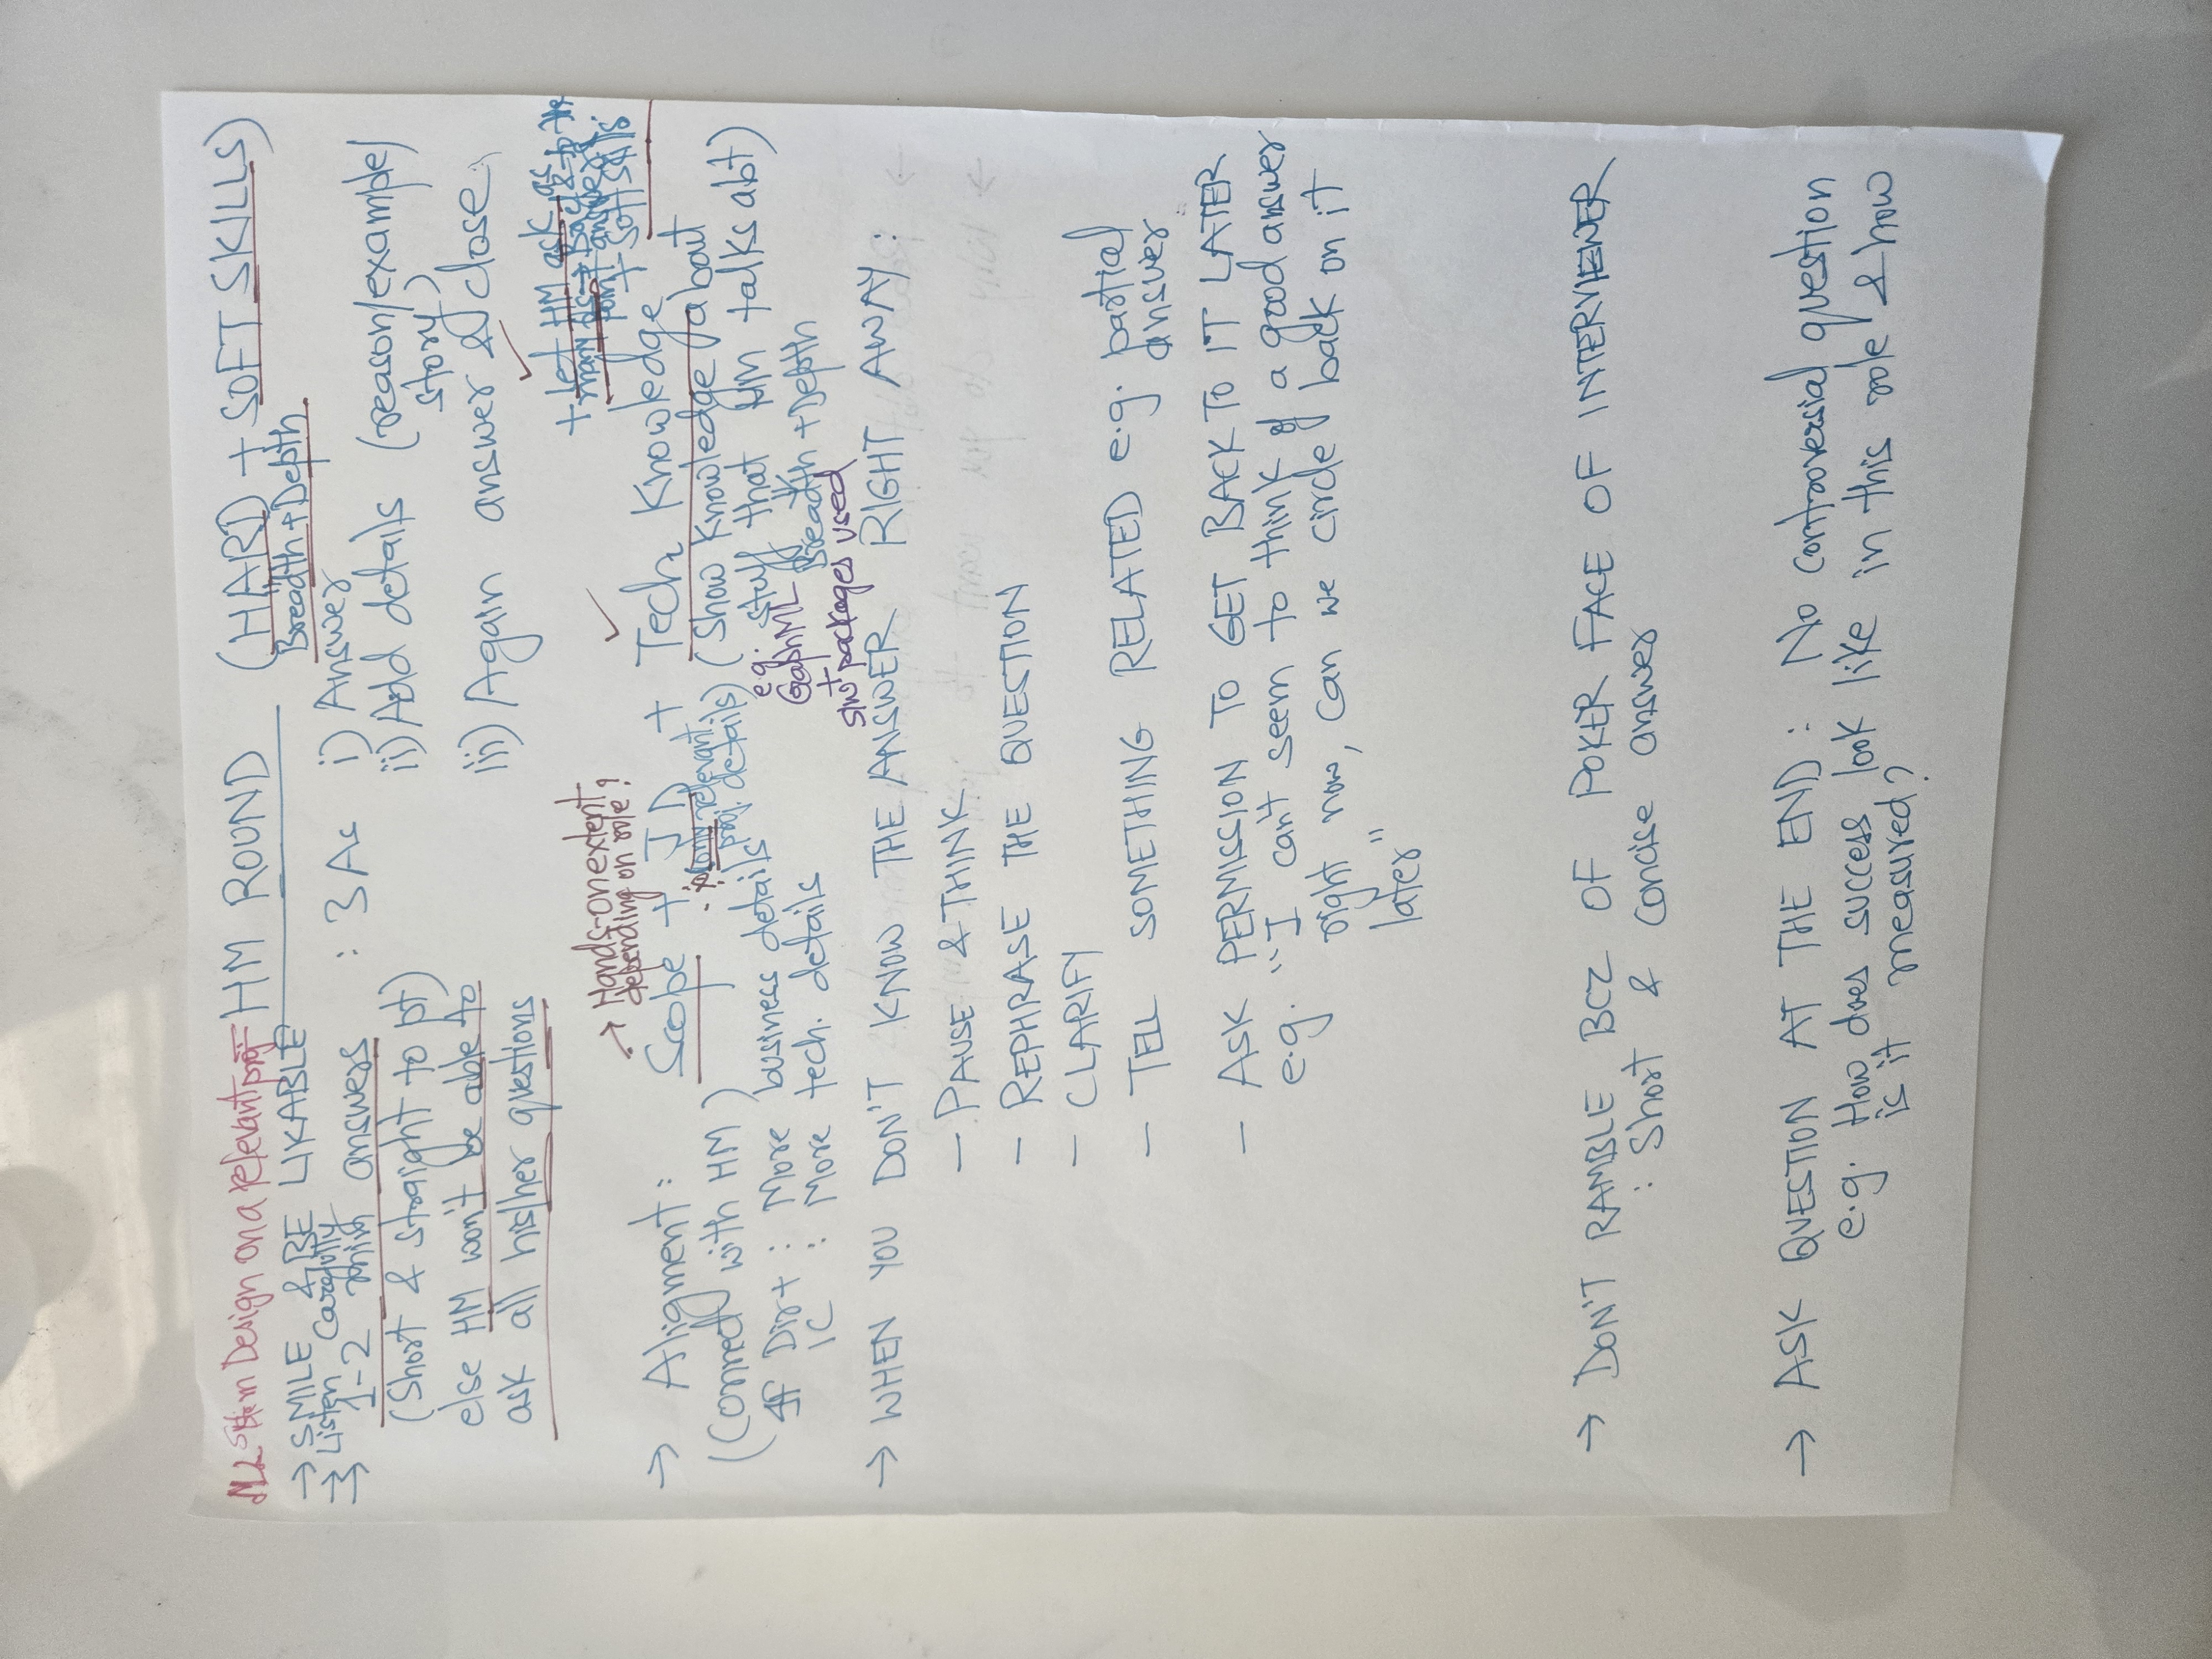 ML System Design on a relevant proj HM ROUND (HARD + SOFT SKILLS)
Breadth + Depth
→ SMILE & BE LIKABLE
→ Listen Carefully
→ 1-2 min answers : 3 As i) Answer
(Short & straight to pt) ii) Add details (reason/example/
story)
else HM won't be able to iii) Again answer & close
ask all his/her questions
+ Let HM ask as
many Qs → & to the
point answers
+ Soft skills
→ Hands-on extent
depending on role?
→ Aligment: Scope + JD + Tech Knowledge
(Connect with HM) (only relevant (Show knowledge about
proj. details) stuff that HM talks abt)
If Dir+ : More business details e.g. Breadth + Depth
IC : More tech. details GaphML
+
s/w packages used
→ WHEN YOU DON'T KNOW THE ANSWER RIGHT AWAY:
— PAUSE & THINK
— REPHRASE THE QUESTION
— CLARIFY
— TELL SOMETHING RELATED e.g. partial
answer
— ASK PERMISSION TO GET BACK TO IT LATER
e.g. "I can't seem to think of a good answer
right now, can we circle back on it
later"
→ DON'T RAMBLE BCZ OF POKER FACE OF INTERVIEWER
: Short & concise answer
→ ASK QUESTION AT THE END : No controversial question
e.g. How does success look like in this role & how
is it measured?